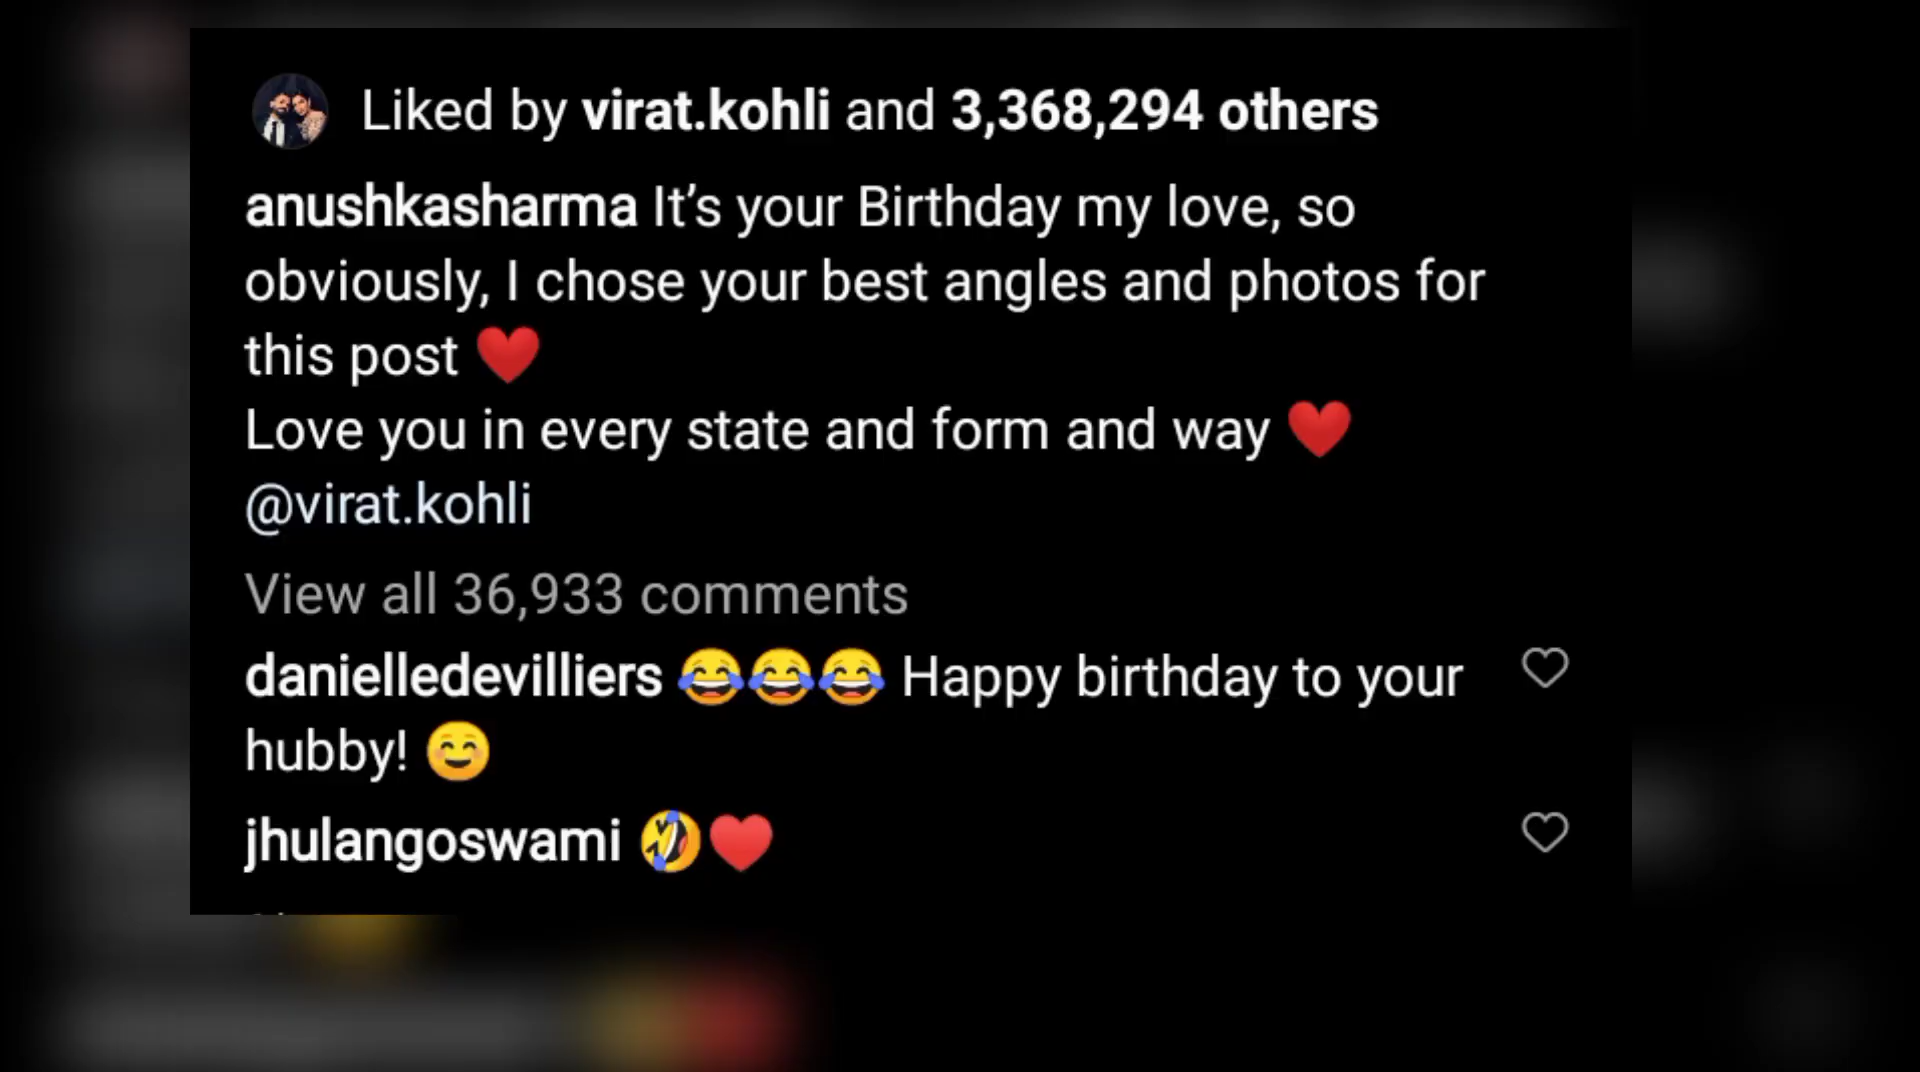 Liked by virat.kohli and 3,368,294 others
anushkasharma It’s your Birthday my love, so
obviously, I chose your best angles and photos for
this post ❤️
Love you in every state and form and way ❤️
@virat.kohli
View all 36,933 comments
danielledevilliers 😂😂😂 Happy birthday to your
hubby! ☺️
jhulangoswami 🤣♥️